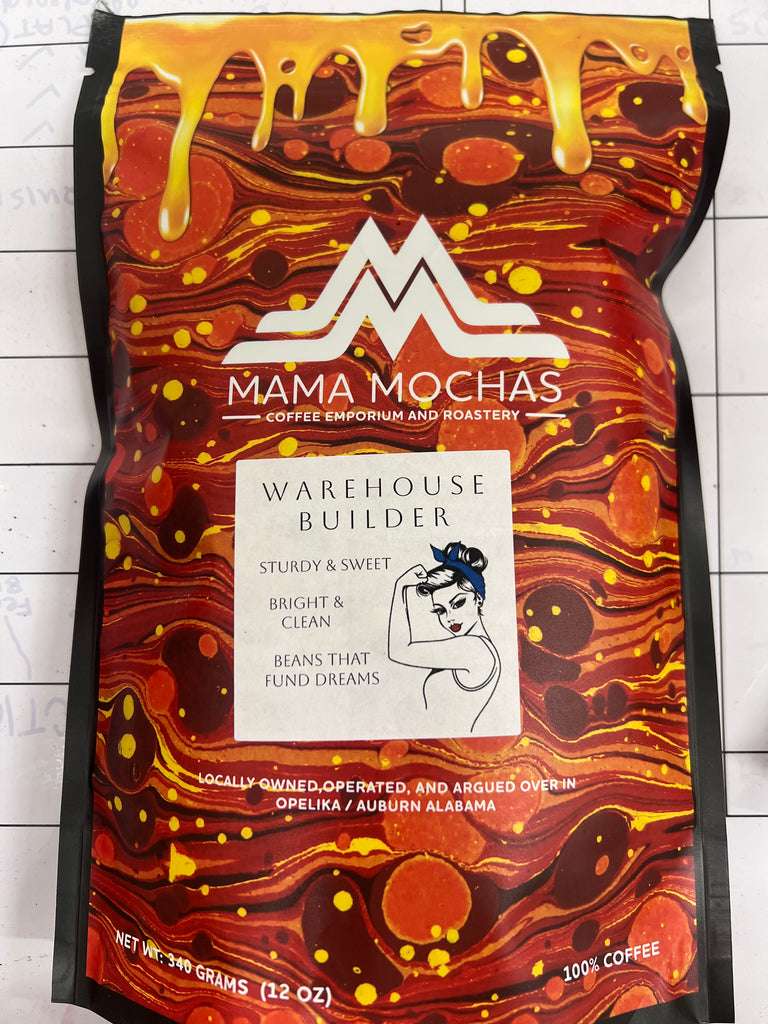 MAMA MOCHAS
COFFEE EMPORIUM AND ROASTERY
WAREHOUSE
BUILDER
STURDY & SWEET
BRIGHT &
CLEAN
BEANS THAT
FUND DREAMS
LOCALLY OWNED,OPERATED, AND ARGUED OVER IN
OPELIKA / AUBURN ALABAMA
NET WT: 340 GRAMS (12 OZ)
100% COFFEE